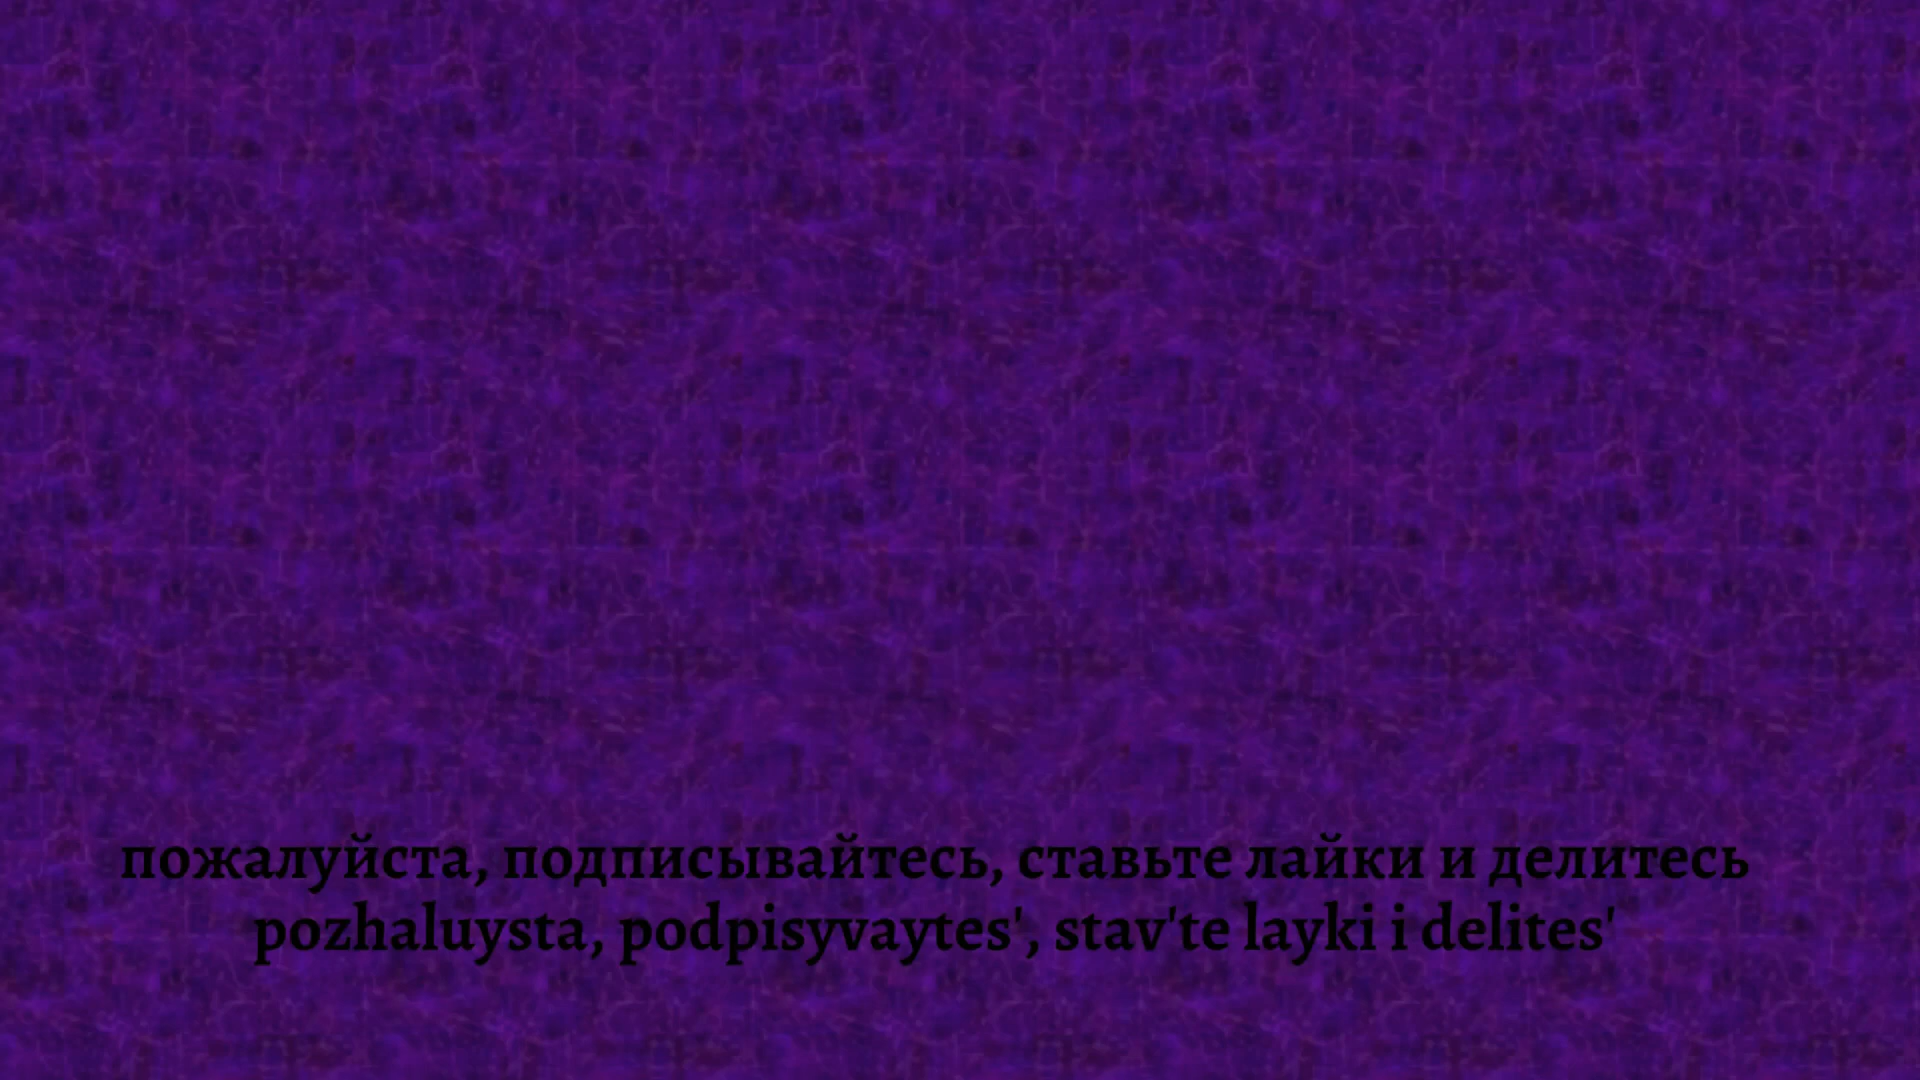 пожалуйста, подписывайтесь, ставьте лайки и делитесь
pozhaluysta, podpisyvaytes', stav'te layki i delites'